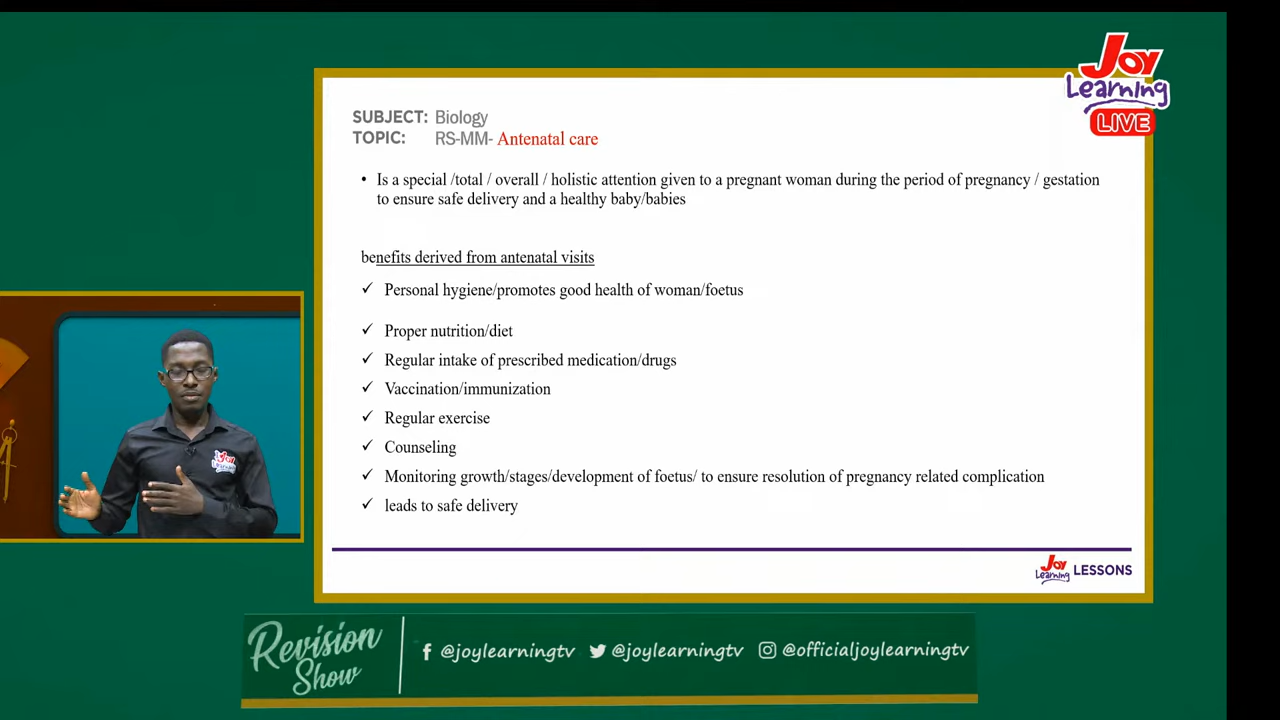 Joy
Learning
LIVE
SUBJECT: Biology
TOPIC: RS-MM- Antenatal care
• Is a special /total / overall / holistic attention given to a pregnant woman during the period of pregnancy / gestation
to ensure safe delivery and a healthy baby/babies
benefits derived from antenatal visits
✓ Personal hygiene/promotes good health of woman/foetus
✓ Proper nutrition/diet
✓ Regular intake of prescribed medication/drugs
✓ Vaccination/immunization
✓ Regular exercise
✓ Counseling
✓ Monitoring growth/stages/development of foetus/ to ensure resolution of pregnancy related complication
✓ leads to safe delivery
Joy Learning LESSONS
Revision
Show
@joylearningtv @joylearningtv @officialjoylearningtv